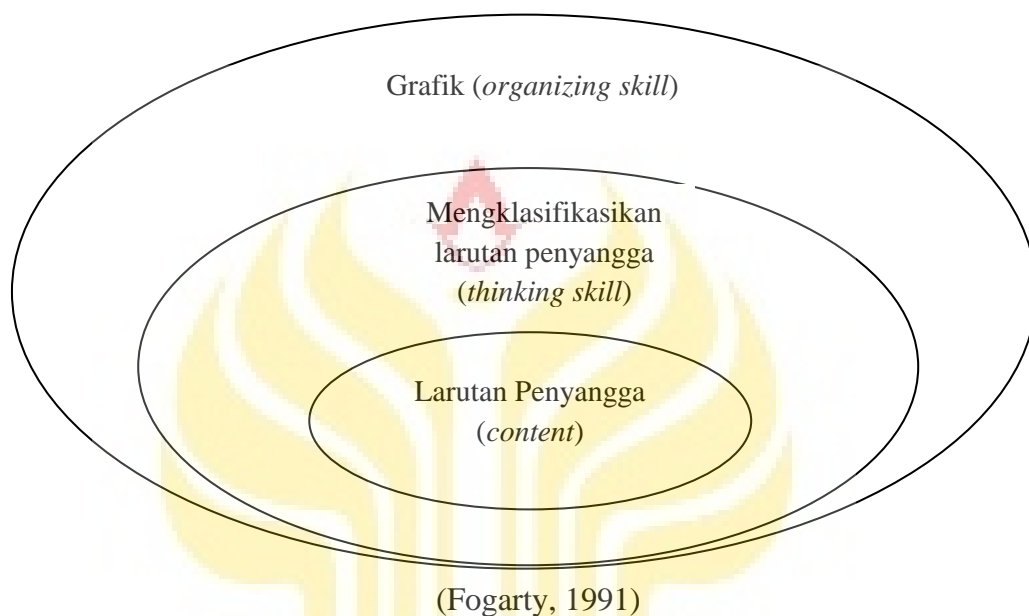 Grafik (organizing skill)
Mengklasifikasikan
larutan penyangga
(thinking skill)
Larutan Penyangga
(content)
(Fogarty, 1991)